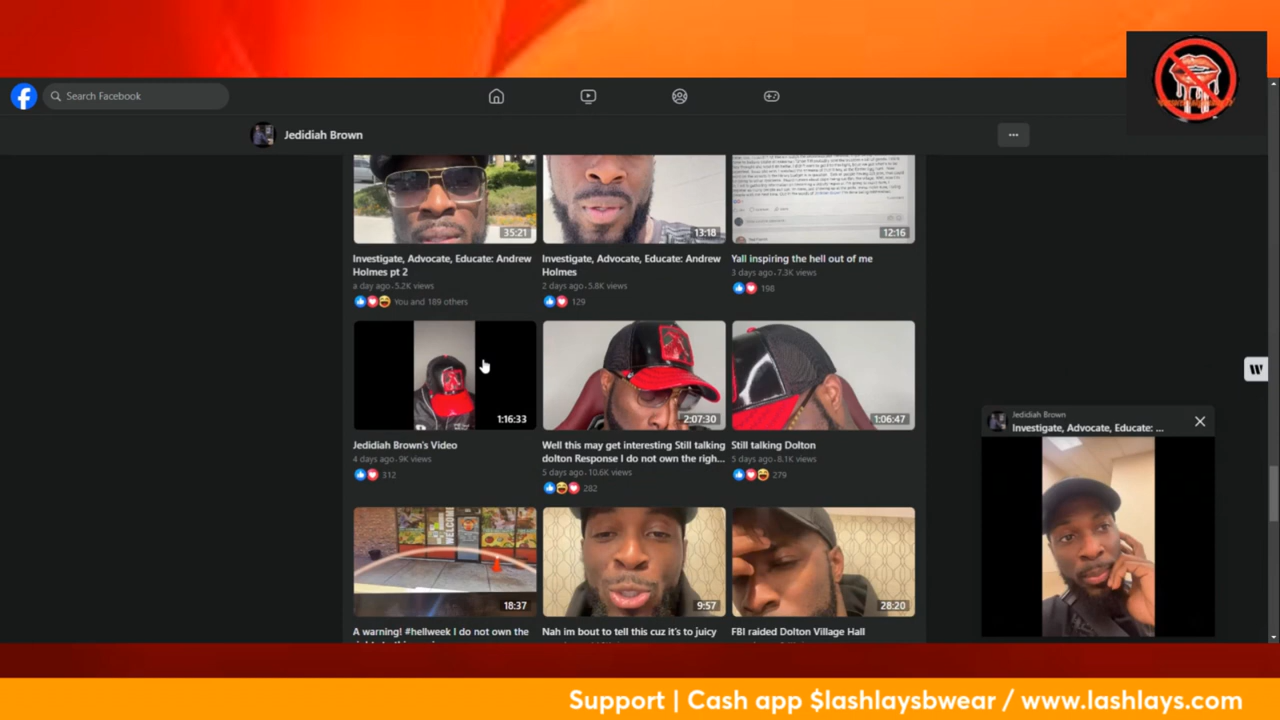 Search Facebook
Jedidiah Brown
35:21
13:18
12:16
Investigate, Advocate, Educate: Andrew
Holmes pt 2
a day ago · 5.2K views
You and 189 others
Investigate, Advocate, Educate: Andrew
Holmes
2 days ago · 5.8K views
129
Yall inspiring the hell out of me
3 days ago · 7.3K views
198
1:16:33
2:07:30
1:06:47
Jedidiah Brown's Video
4 days ago · 9K views
312
Well this may get interesting Still talking
dolton Response I do not own the righ...
5 days ago · 10.6K views
282
Still talking Dolton
5 days ago · 8.1K views
279
W
Jedidiah Brown
Investigate, Advocate, Educate: ...
WELCOME
18:37
9:57
28:20
A warning! #hellweek I do not own the
Nah im bout to tell this cuz it's to juicy
FBI raided Dolton Village Hall
Support | Cash app $lashlaysbwear / www.lashlays.com